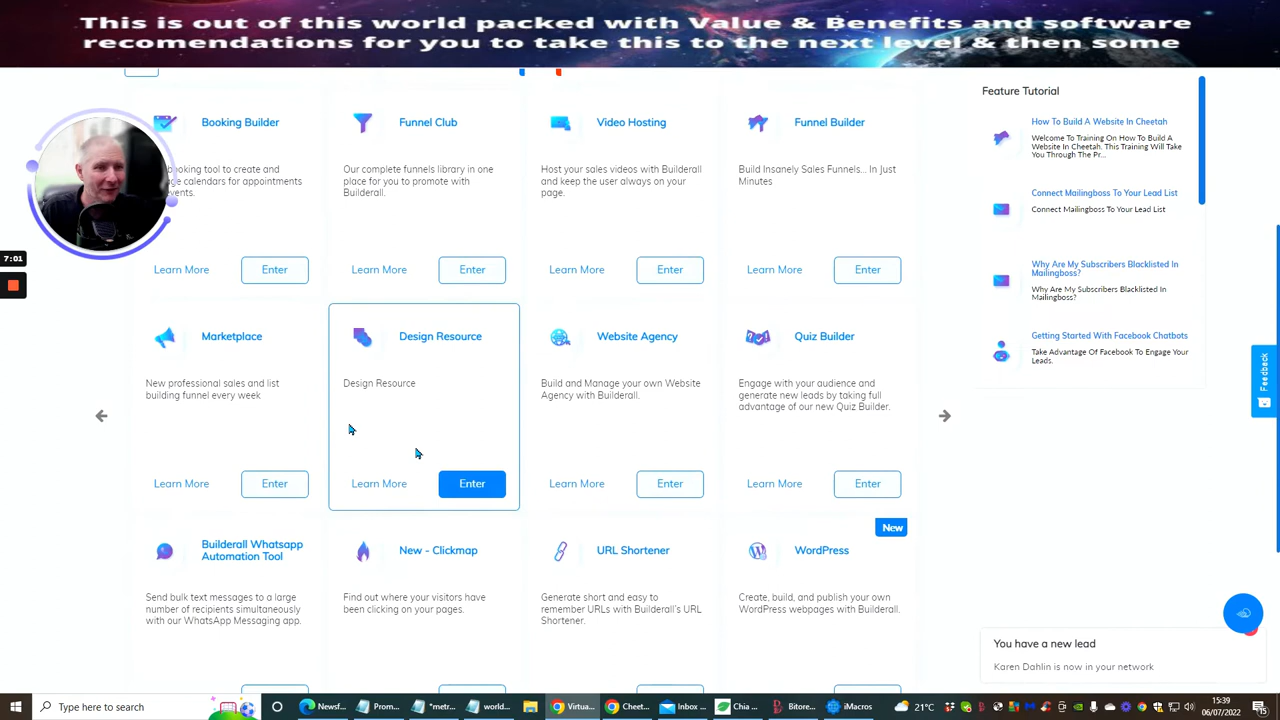 This is out of this world packed with Value & Benefits and software
recomendations for you to take this to the next level & then some
Booking Builder
ooking tool to create and
ge calendars for appointments
vents.
Learn More
Enter
Funnel Club
Our complete funnels library in one
place for you to promote with
Builderall.
Learn More
Enter
Video Hosting
Host your sales videos with Builderall
and keep the user always on your
page.
Learn More
Enter
Funnel Builder
Build Insanely Sales Funnels... In Just
Minutes
Learn More
Enter
7:01
Marketplace
New professional sales and list
building funnel every week
Learn More
Enter
Design Resource
Design Resource
Learn More
Enter
Website Agency
Build and Manage your own Website
Agency with Builderall.
Learn More
Enter
Quiz Builder
Engage with your audience and
generate new leads by taking full
advantage of our new Quiz Builder.
Learn More
Enter
Builderall Whatsapp
Automation Tool
Send bulk text messages to a large
number of recipients simultaneously
with our WhatsApp Messaging app.
New - Clickmap
Find out where your visitors have
been clicking on your pages.
URL Shortener
Generate short and easy to
remember URLs with Builderall's URL
Shortener.
New
WordPress
Create, build, and publish your own
WordPress webpages with Builderall.
Feature Tutorial
How To Build A Website In Cheetah
Welcome To Training On How To Build A
Website In Cheetah. This Training Will Take
You Through The Pr...
Connect Mailingboss To Your Lead List
Connect Mailingboss To Your Lead List
Why Are My Subscribers Blacklisted In
Mailingboss?
Why Are My Subscribers Blacklisted In
Mailingboss?
Getting Started With Facebook Chatbots
Take Advantage Of Facebook To Engage Your
Leads.
Feedback
You have a new lead
Karen Dahlin is now in your network
Type here to search
Newsf...
Prom...
*metr...
world...
Virtua...
Cheet...
Inbox ...
Chia ...
Bitore...
iMacros
21°C
15:39
06/07/2022